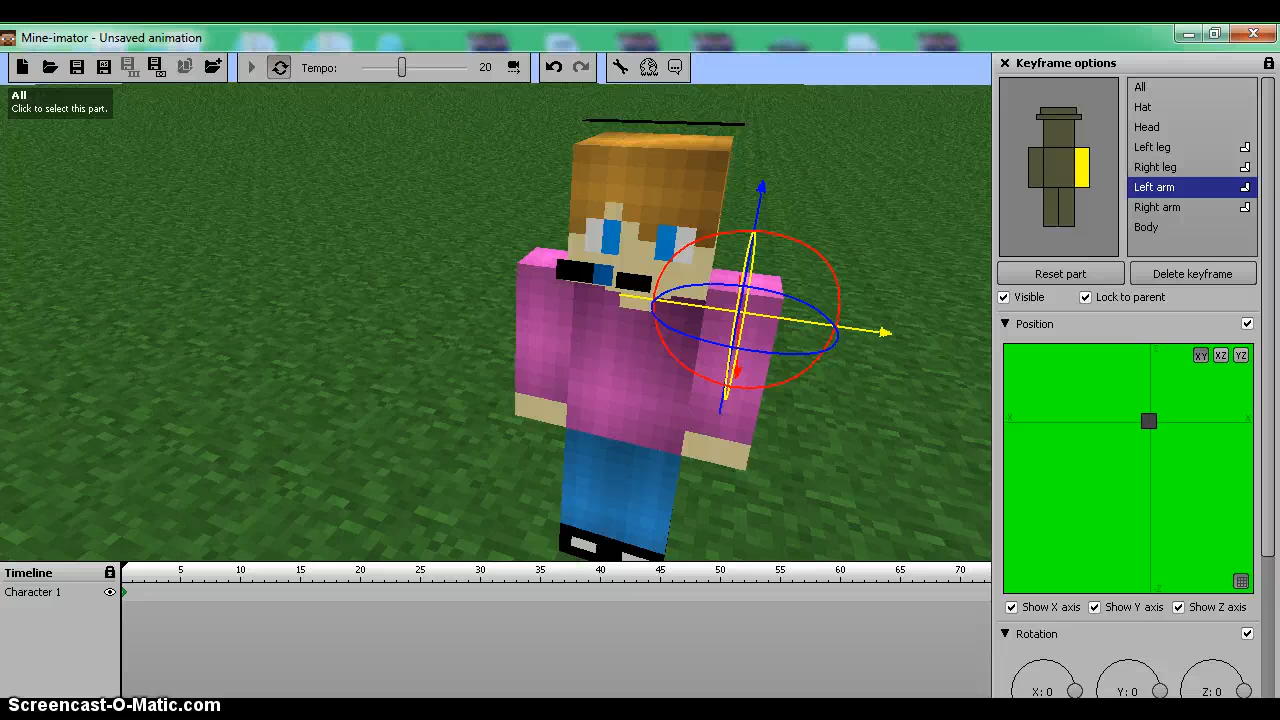 Mine-imator - Unsaved animation
Tempo: 20
All
Click to select this part.
Keyframe options
All
Hat
Head
Left leg
Right leg
Left arm
Right arm
Body
Reset part Delete keyframe
Visible Lock to parent
Position
XY XZ YZ
-X X
-Z
Show X axis Show Y axis Show Z axis
Rotation
X: 0 Y: 0 Z: 0
Timeline 5 10 15 20 25 30 35 40 45 50 55 60 65 70
Character 1
Screencast-O-Matic.com